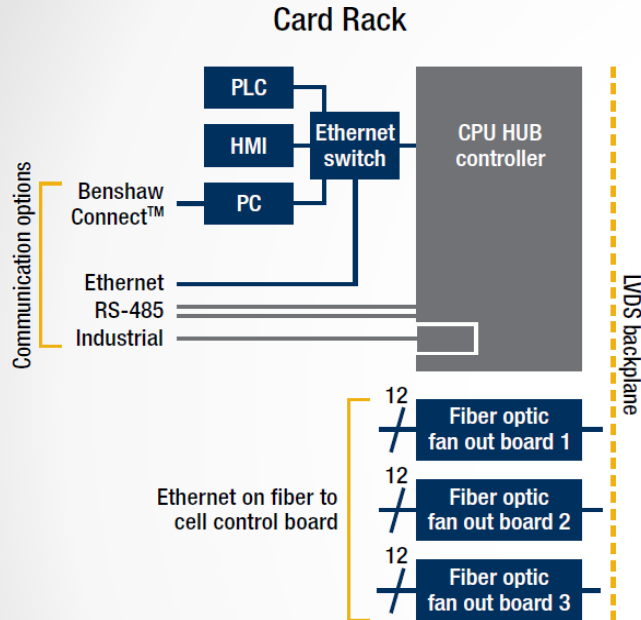 Card Rack
PLC
HMI
PC
Ethernet
switch
CPU HUB
controller
Communication options
Benshaw
Connect™
Ethernet
RS-485
Industrial
LVDS backplane
12
Fiber optic
fan out board 1
12
Fiber optic
fan out board 2
Ethernet on fiber to
cell control board
12
Fiber optic
fan out board 3